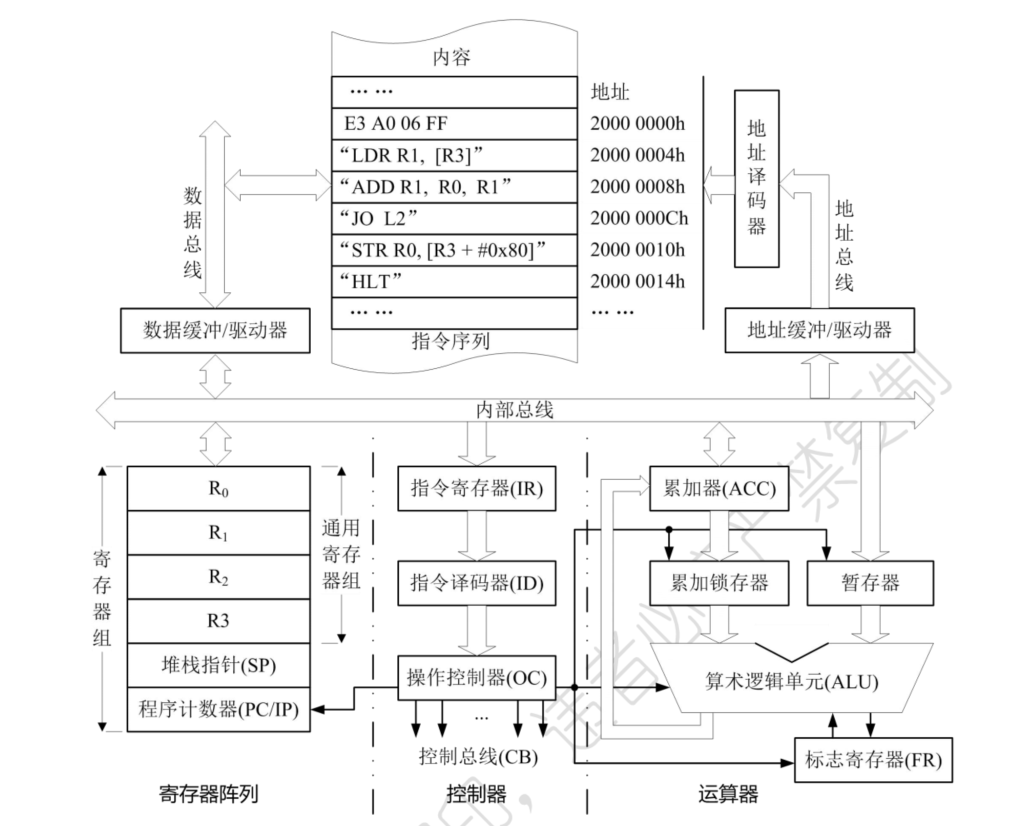 内容
… …
地址
E3 A0 06 FF
2000 0000h
“LDR R1, [R3]”
2000 0004h
“ADD R1, R0, R1”
2000 0008h
“JO L2”
2000 000Ch
“STR R0, [R3 + #0x80]”
2000 0010h
“HLT”
2000 0014h
… …
… …
指令序列
地址译码器
数据总线
地址总线
数据缓冲/驱动器
地址缓冲/驱动器
内部总线
寄存器组
R0
R1
R2
R3
通用寄存器组
堆栈指针(SP)
程序计数器(PC/IP)
寄存器阵列
指令寄存器(IR)
指令译码器(ID)
操作控制器(OC)
…
控制总线(CB)
控制器
累加器(ACC)
累加锁存器
暂存器
算术逻辑单元(ALU)
标志寄存器(FR)
运算器
严禁复制